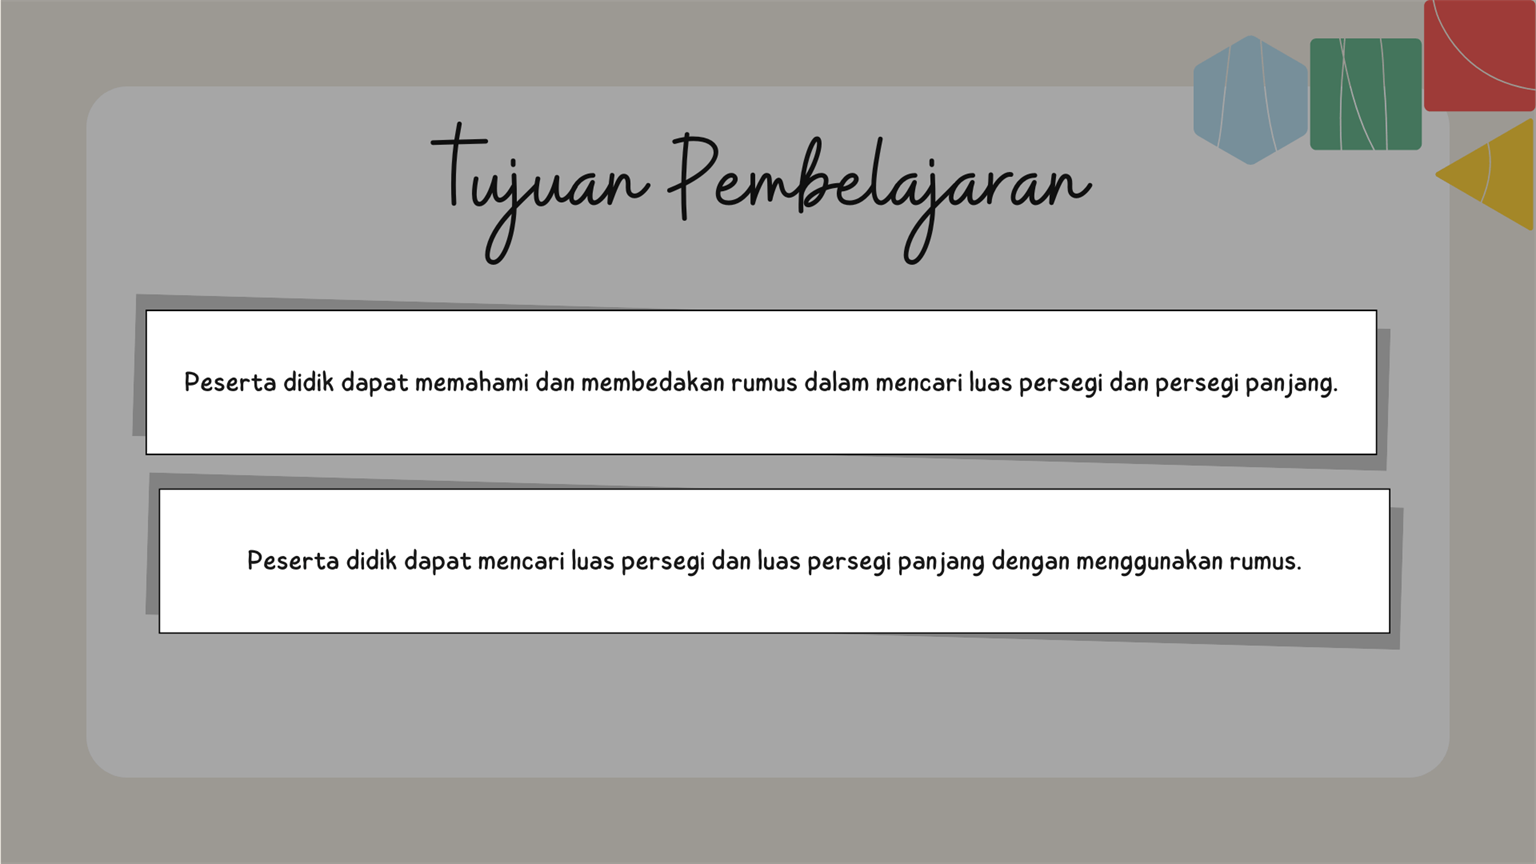 Tujuan Pembelajaran
Peserta didik dapat memahami dan membedakan rumus dalam mencari luas persegi dan persegi panjang.
Peserta didik dapat mencari luas persegi dan luas persegi panjang dengan menggunakan rumus.